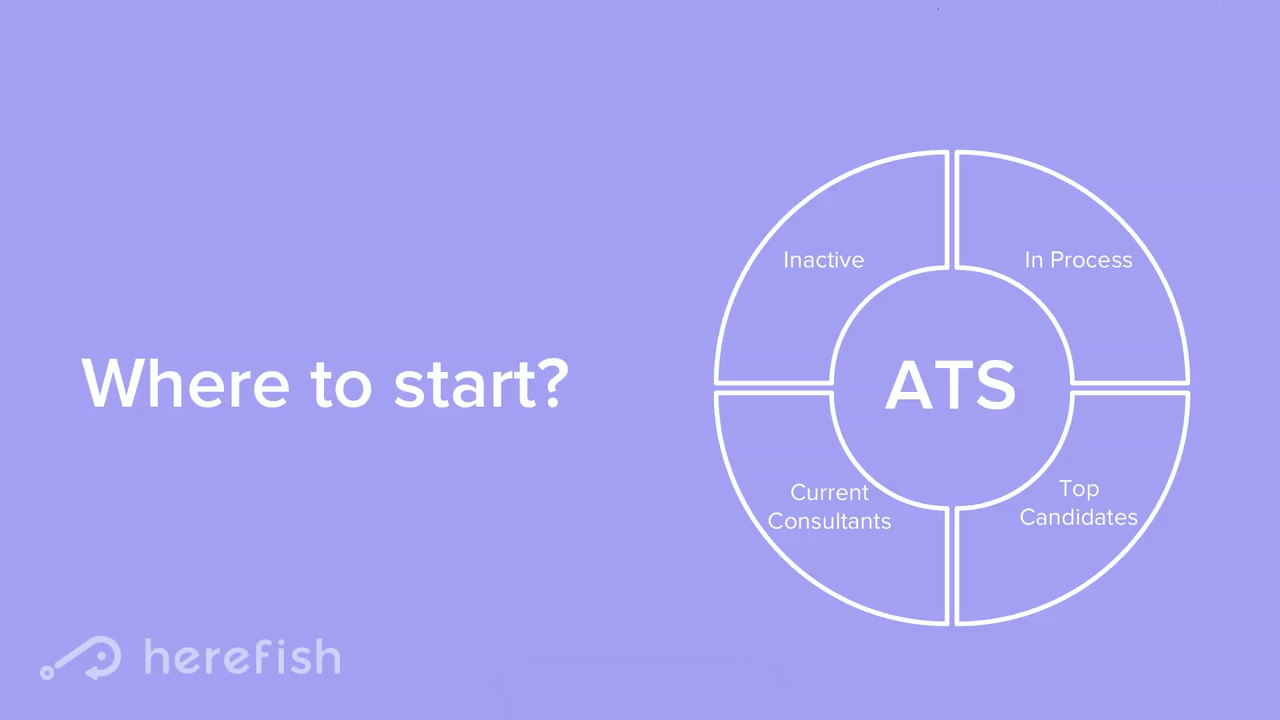 Where to start?
Inactive
In Process
ATS
Current
Consultants
Top
Candidates
herefish